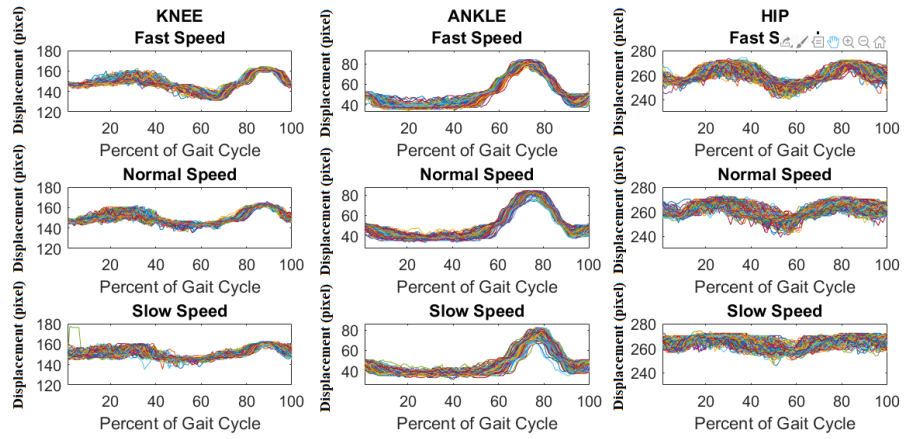 KNEE
Fast Speed
Displacement (pixel)
180
160
140
120
20 40 60 80 100
Percent of Gait Cycle
ANKLE
Fast Speed
Displacement (pixel)
80
60
40
20 40 60 80 100
Percent of Gait Cycle
HIP
Fast S
Displacement (pixel)
280
260
240
20 40 60 80 100
Percent of Gait Cycle
Normal Speed
Displacement (pixel)
180
160
140
120
20 40 60 80 100
Percent of Gait Cycle
Normal Speed
Displacement (pixel)
80
60
40
20 40 60 80 100
Percent of Gait Cycle
Normal Speed
Displacement (pixel)
280
260
240
20 40 60 80 100
Percent of Gait Cycle
Slow Speed
Displacement (pixel)
180
160
140
120
20 40 60 80 100
Percent of Gait Cycle
Slow Speed
Displacement (pixel)
80
60
40
20 40 60 80 100
Percent of Gait Cycle
Slow Speed
Displacement (pixel)
280
260
240
20 40 60 80 100
Percent of Gait Cycle